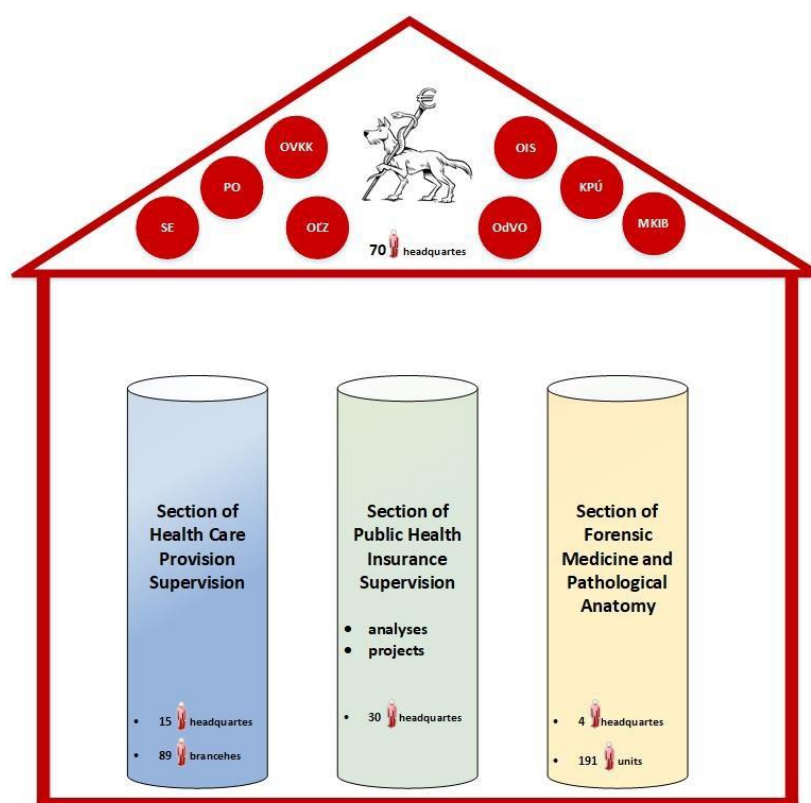 €
OVKK
OIS
PO
KPÚ
SE
OĽZ
OdVO
MKIB
70 headquartes
Section of
Health Care
Provision
Supervision
• 15 headquartes
• 89 brancehes
Section of
Public Health
Insurance
Supervision
• analyses
• projects
• 30 headquartes
Section of
Forensic
Medicine and
Pathological
Anatomy
• 4 headquartes
• 191 units